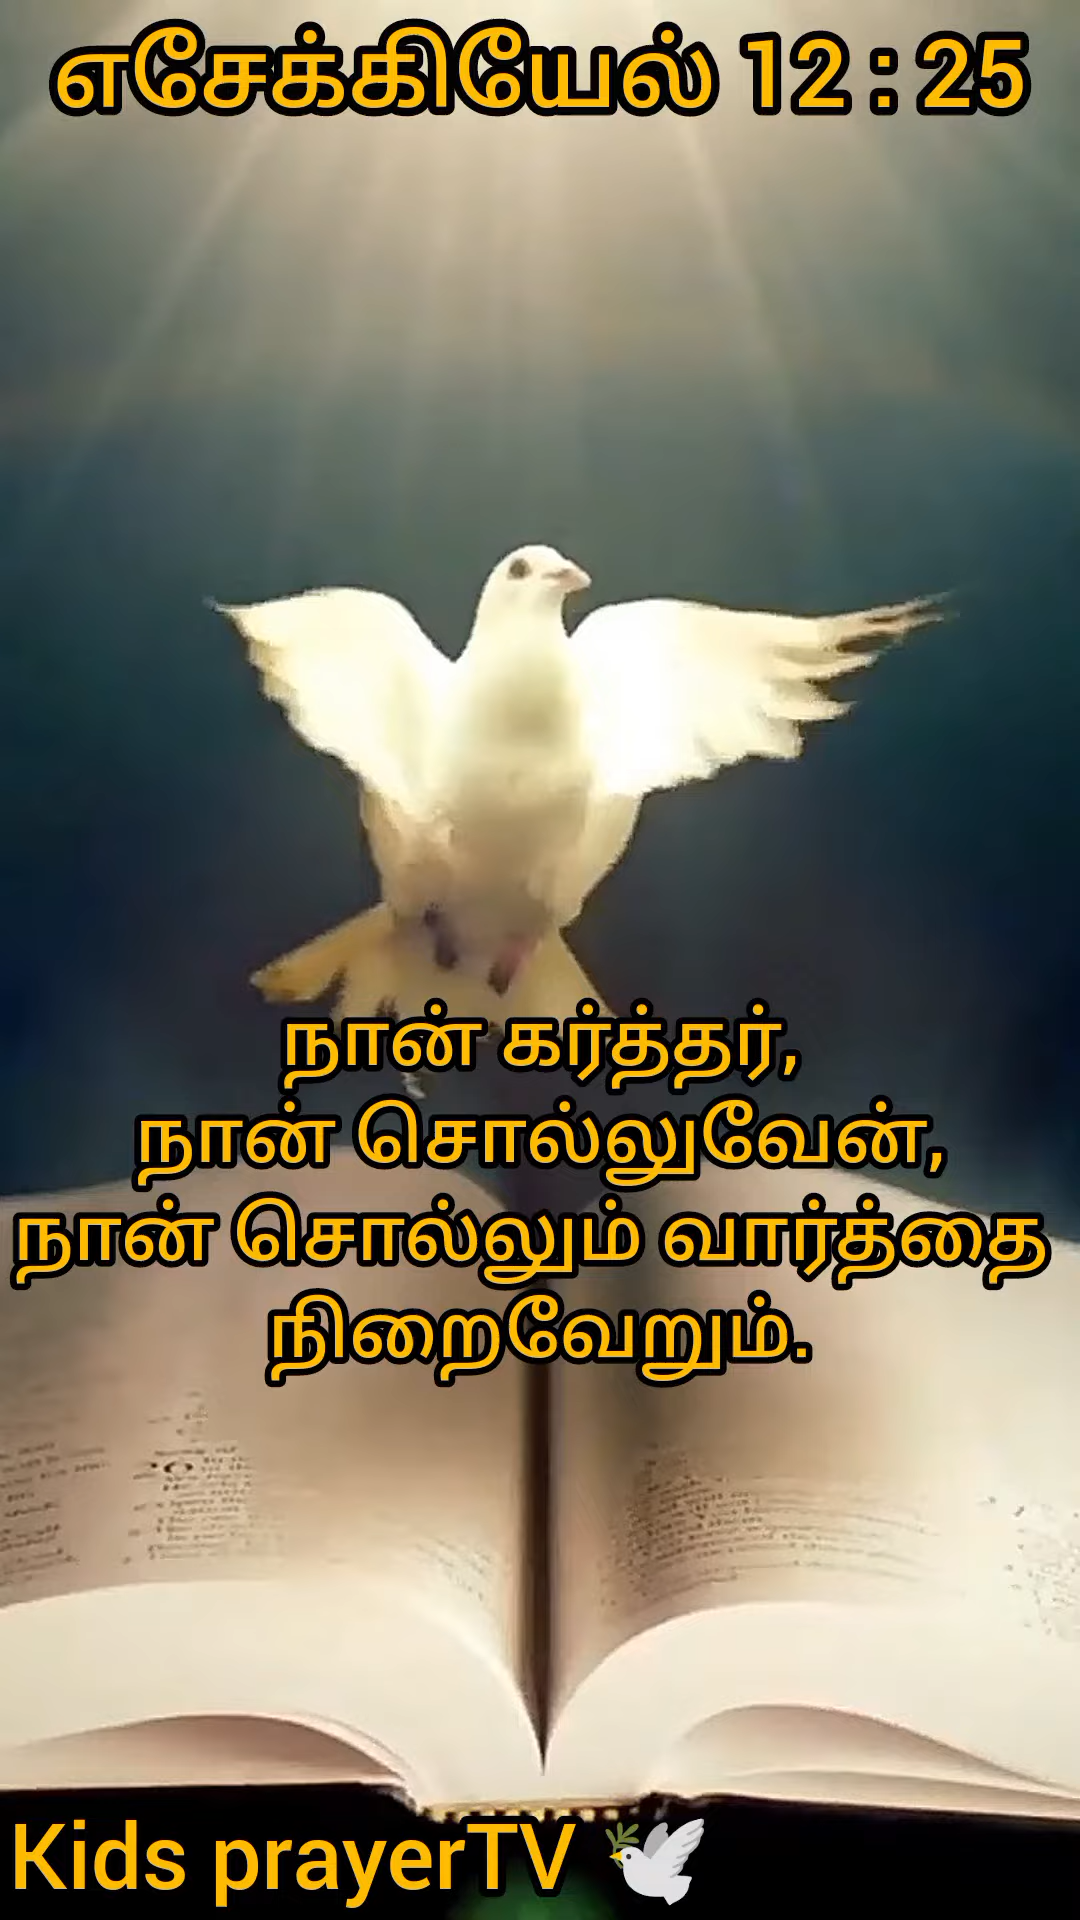 எசேக்கியேல் 12 : 25
நான் கர்த்தர்,
நான் சொல்லுவேன்,
நான் சொல்லும் வார்த்தை
நிறைவேறும்.
Kids prayerTV 🕊️